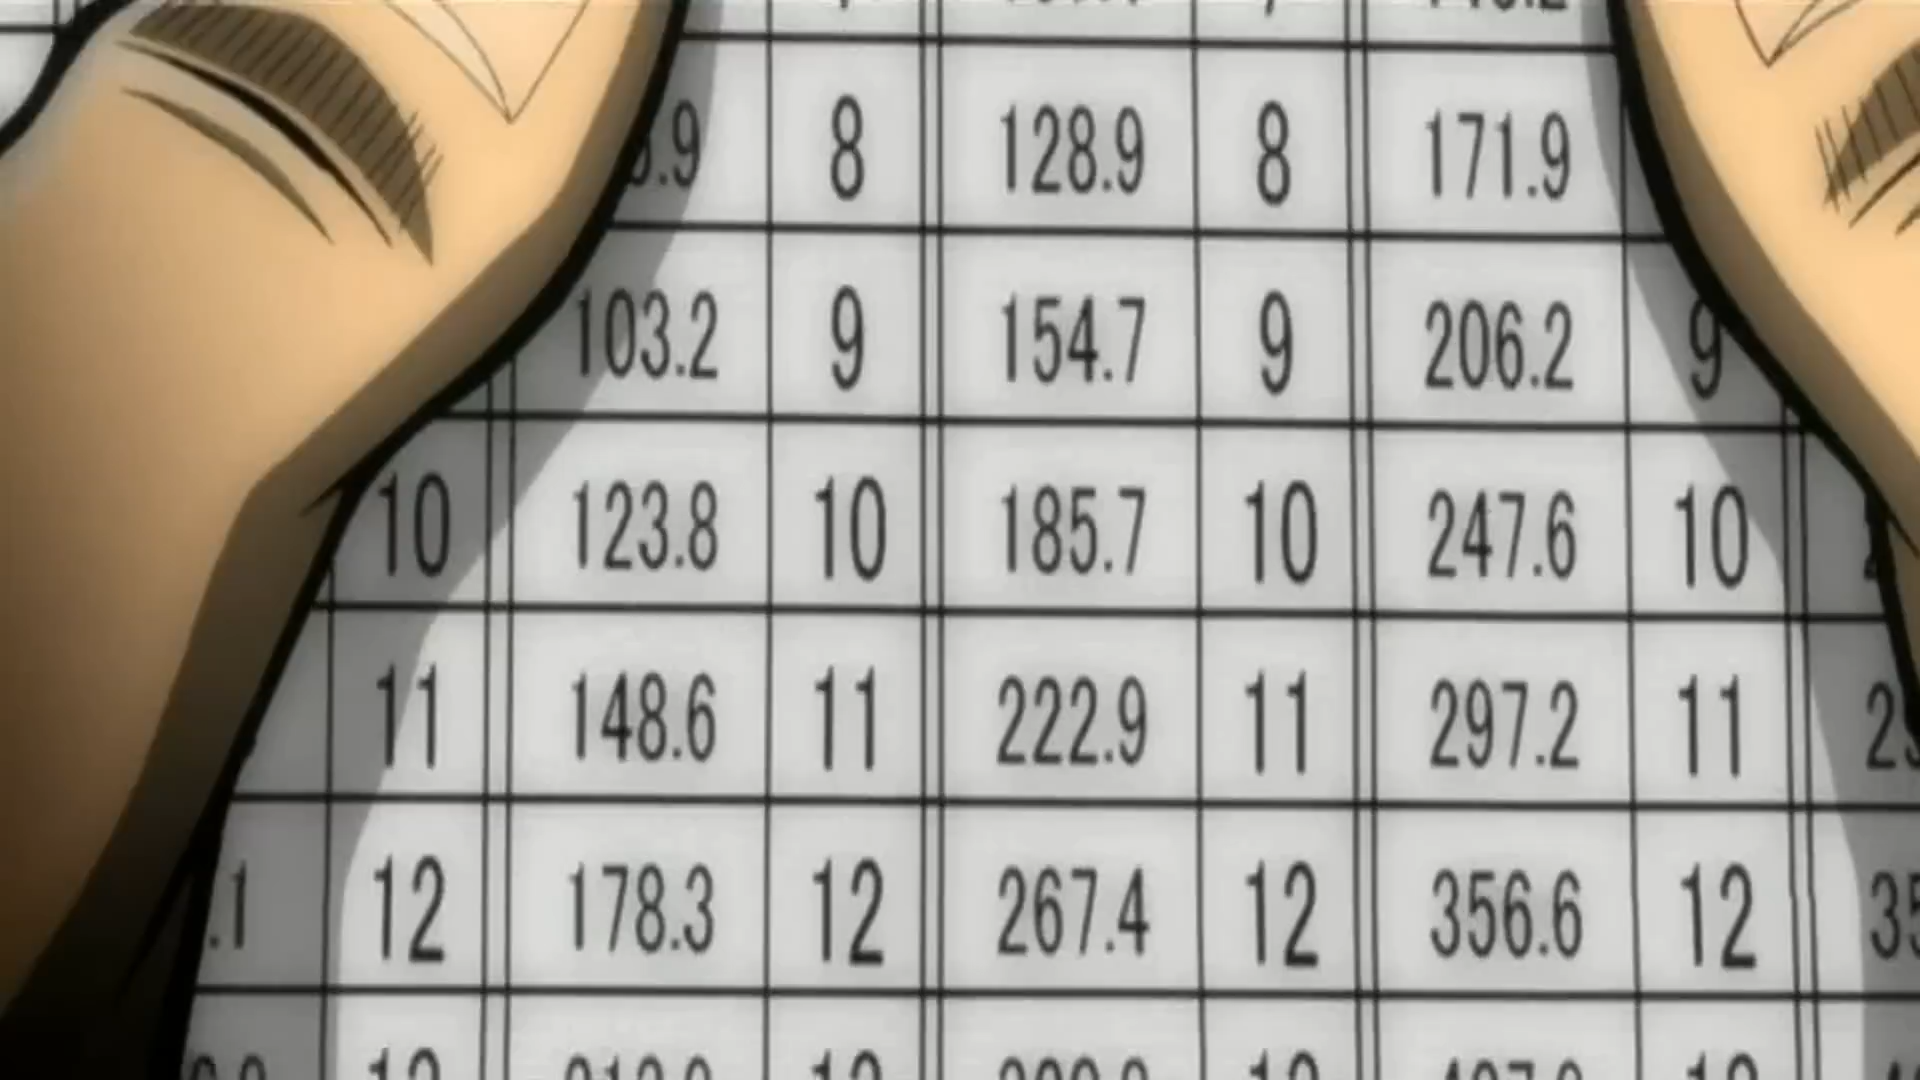 8 128.9 8 171.9
103.2 9 154.7 9 206.2 9
10 123.8 10 185.7 10 247.6 10
11 148.6 11 222.9 11 297.2 11
12 178.3 12 267.4 12 356.6 12